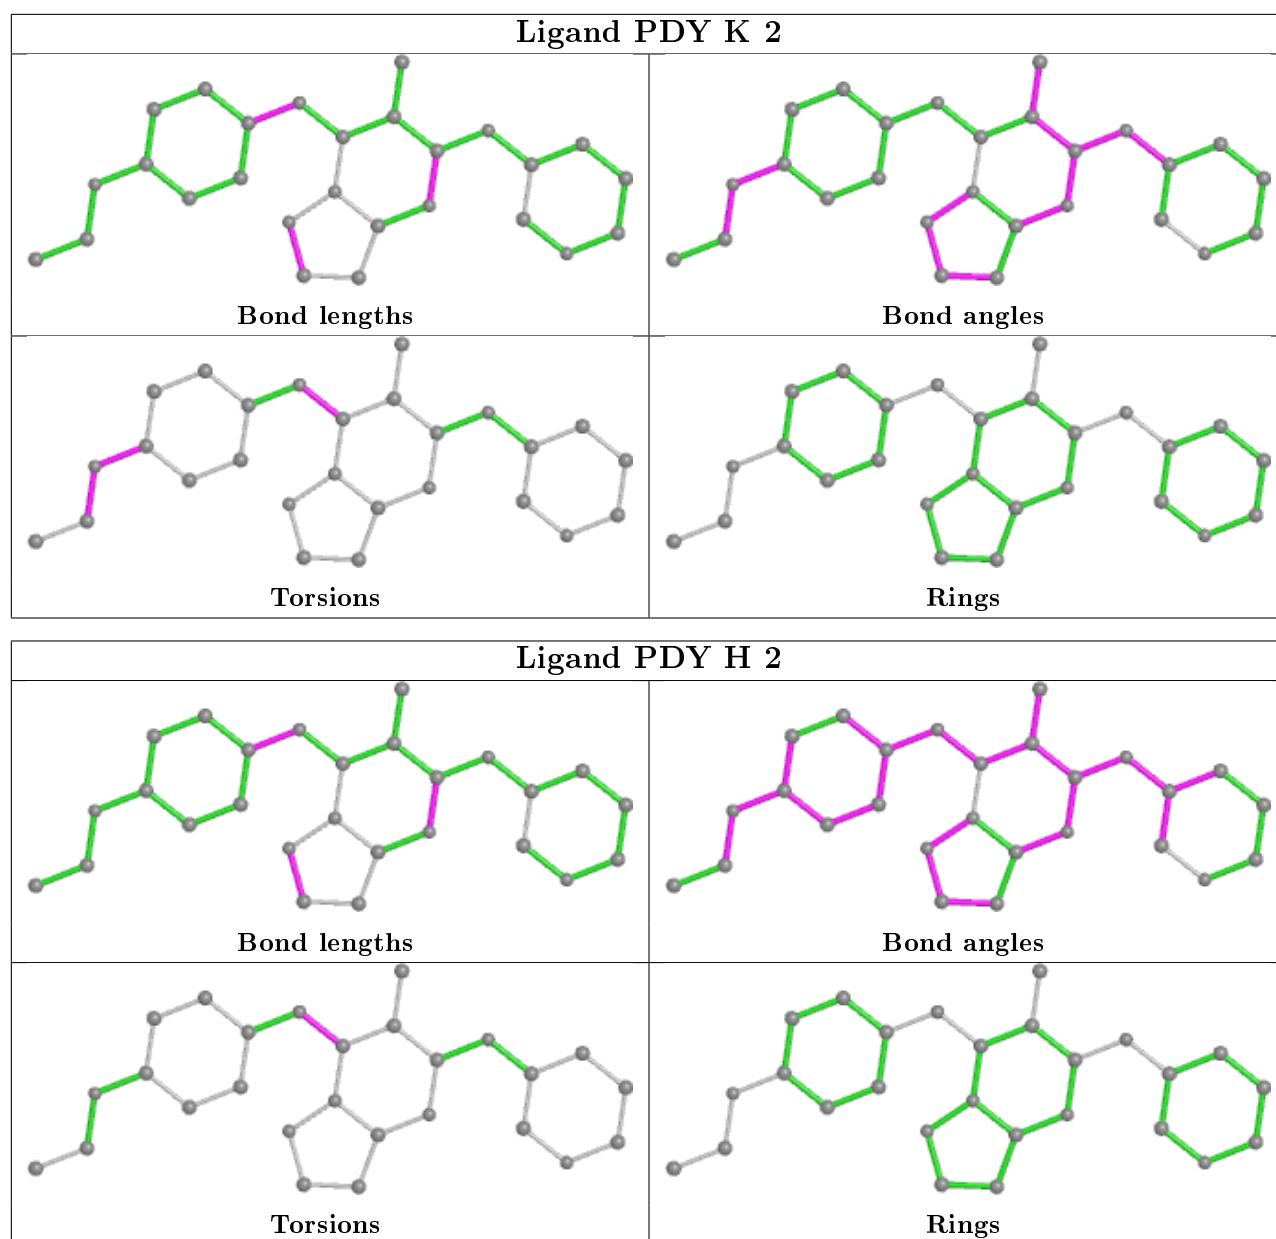 Ligand PDY K 2
Bond lengths
Bond angles
Torsions
Rings
Ligand PDY H 2
Bond lengths
Bond angles
Torsions
Rings